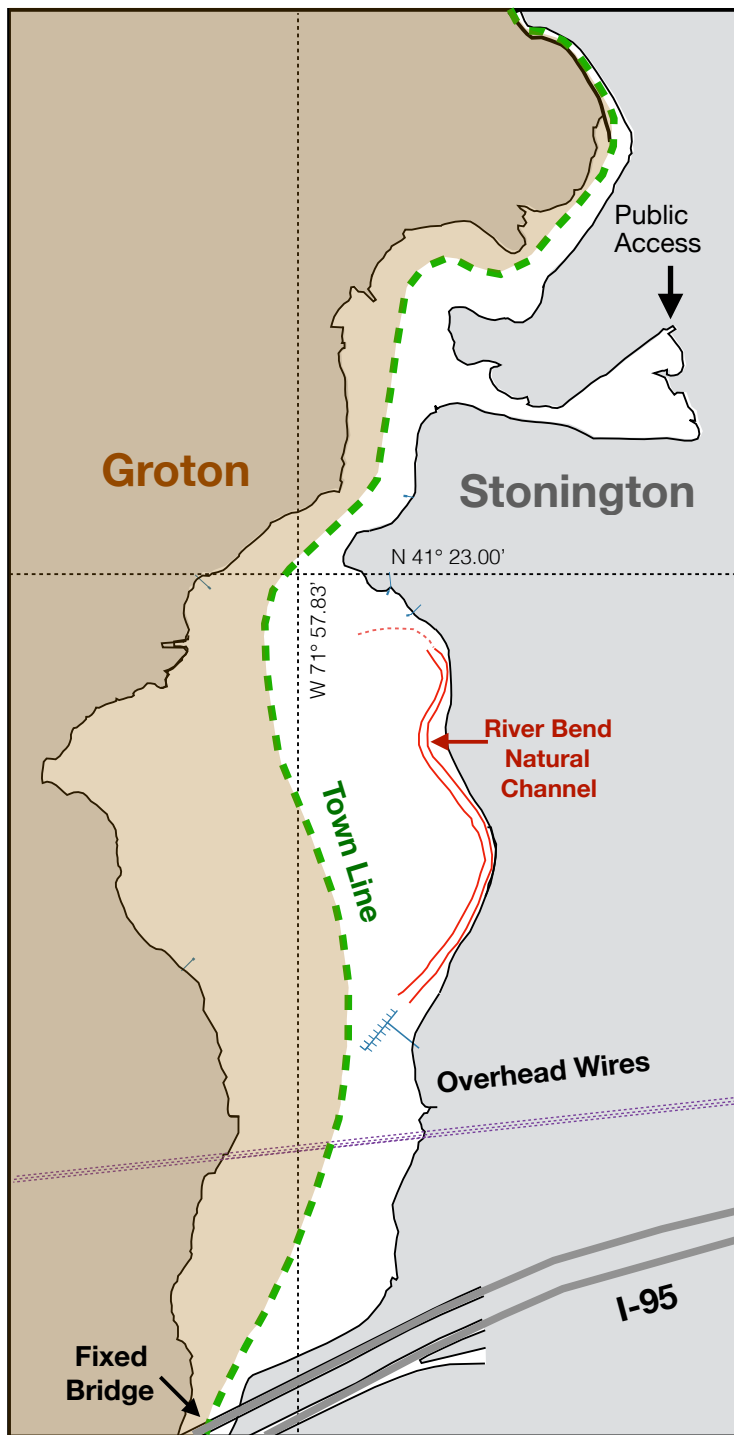 Public
Access
Groton
Stonington
N 41° 23.00’
W 71° 57.83’
River Bend
Natural
Channel
Town Line
Overhead Wires
I-95
Fixed
Bridge